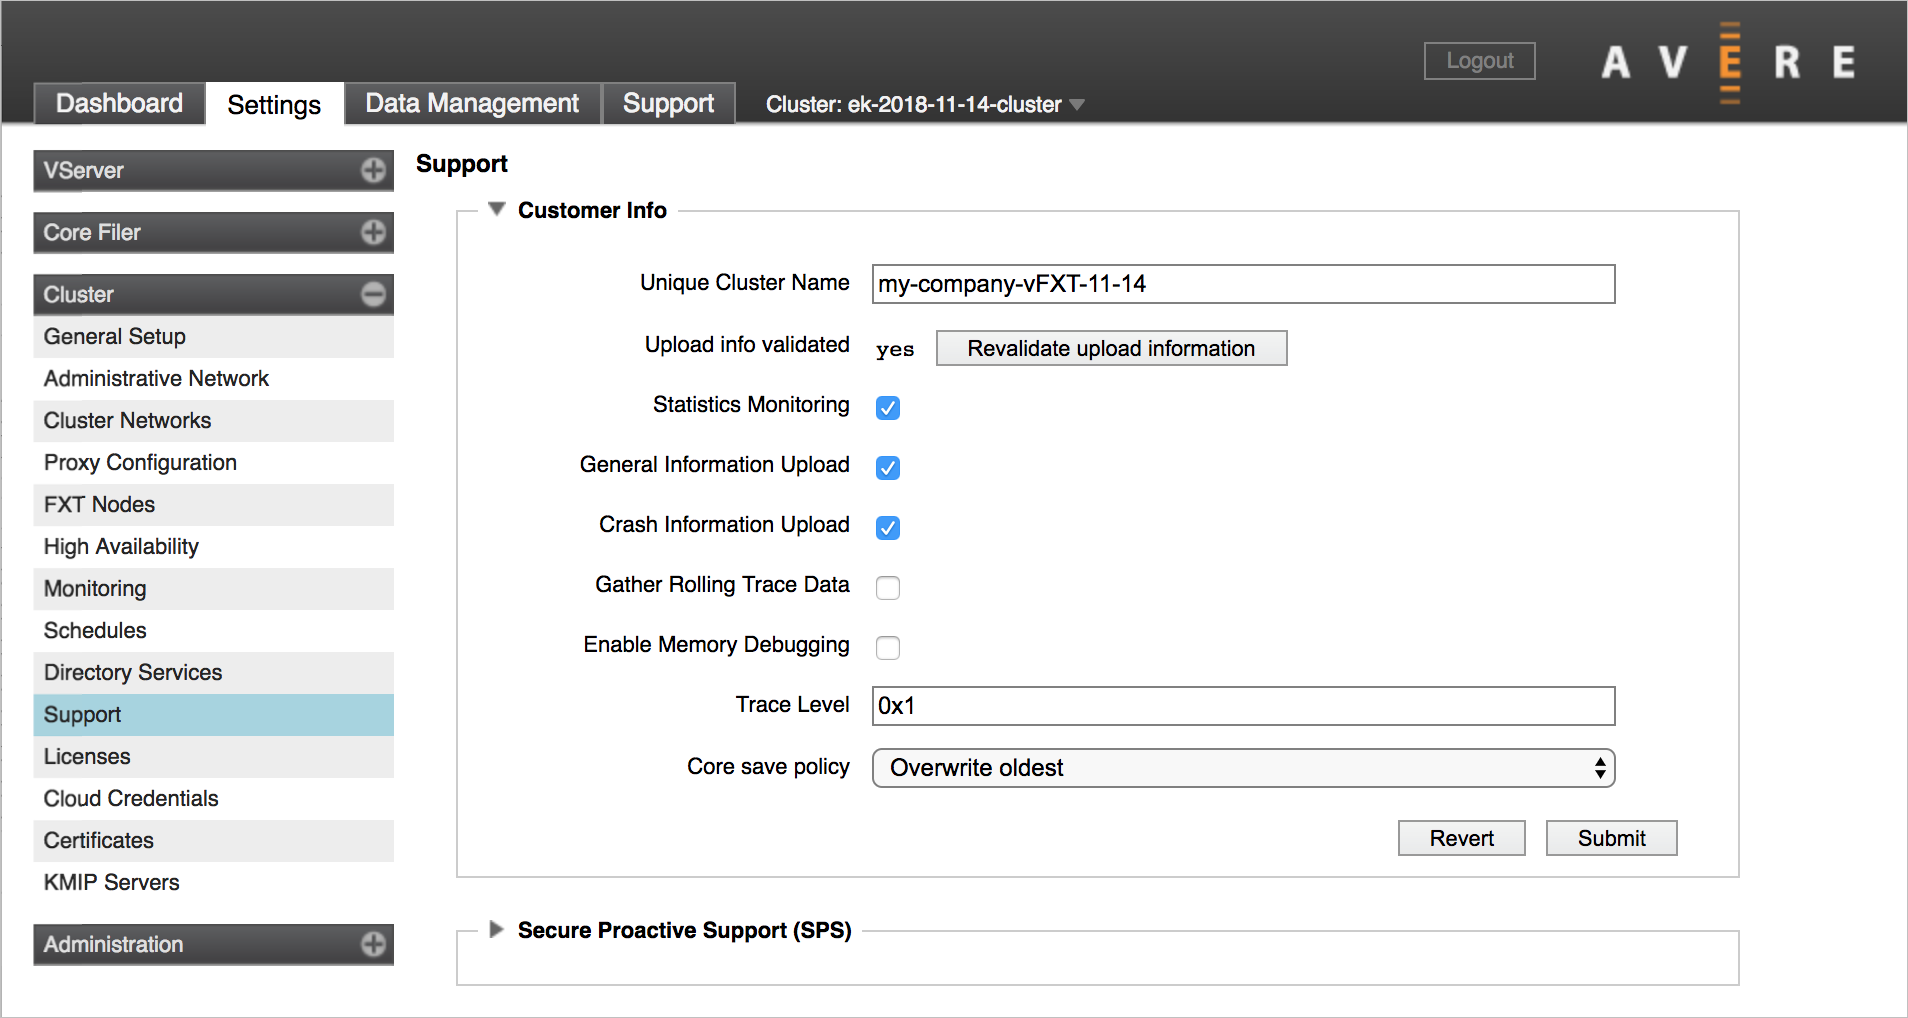 Logout
AVERE
Dashboard
Settings
Data Management
Support
Cluster: ek-2018-11-14-cluster
VServer
Core Filer
Cluster
General Setup
Administrative Network
Cluster Networks
Proxy Configuration
FXT Nodes
High Availability
Monitoring
Schedules
Directory Services
Support
Licenses
Cloud Credentials
Certificates
KMIP Servers
Administration
Support
Customer Info
Unique Cluster Name my-company-vFXT-11-14
Upload info validated yes Revalidate upload information
Statistics Monitoring
General Information Upload
Crash Information Upload
Gather Rolling Trace Data
Enable Memory Debugging
Trace Level 0x1
Core save policy Overwrite oldest
Revert Submit
Secure Proactive Support (SPS)